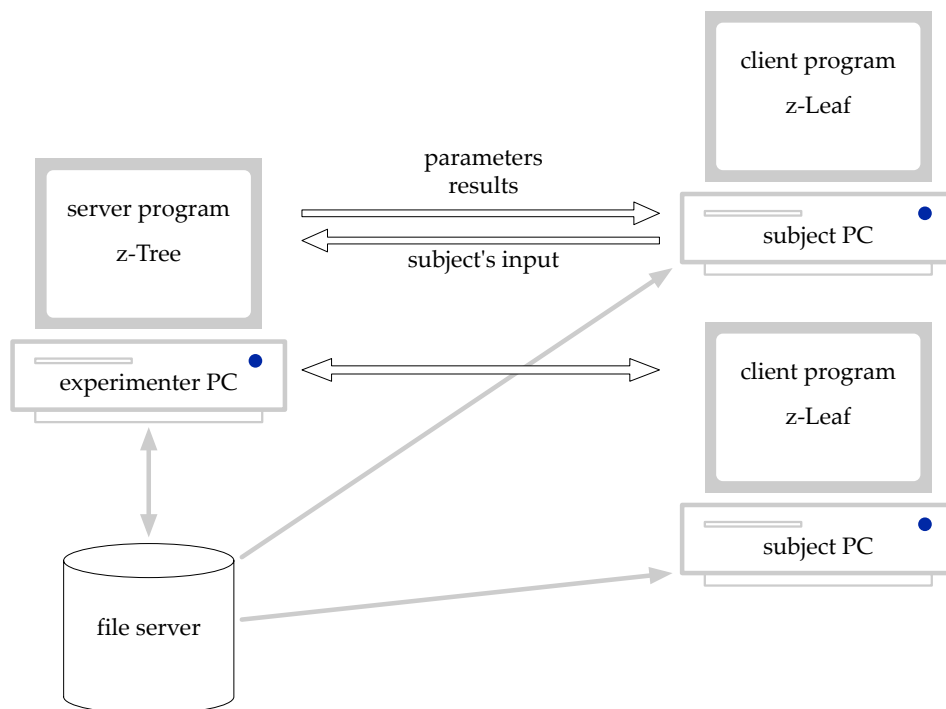 client program
z-Leaf
parameters
results
server program
z-Tree
subject PC
subject's input
experimenter PC
client program
z-Leaf
subject PC
file server